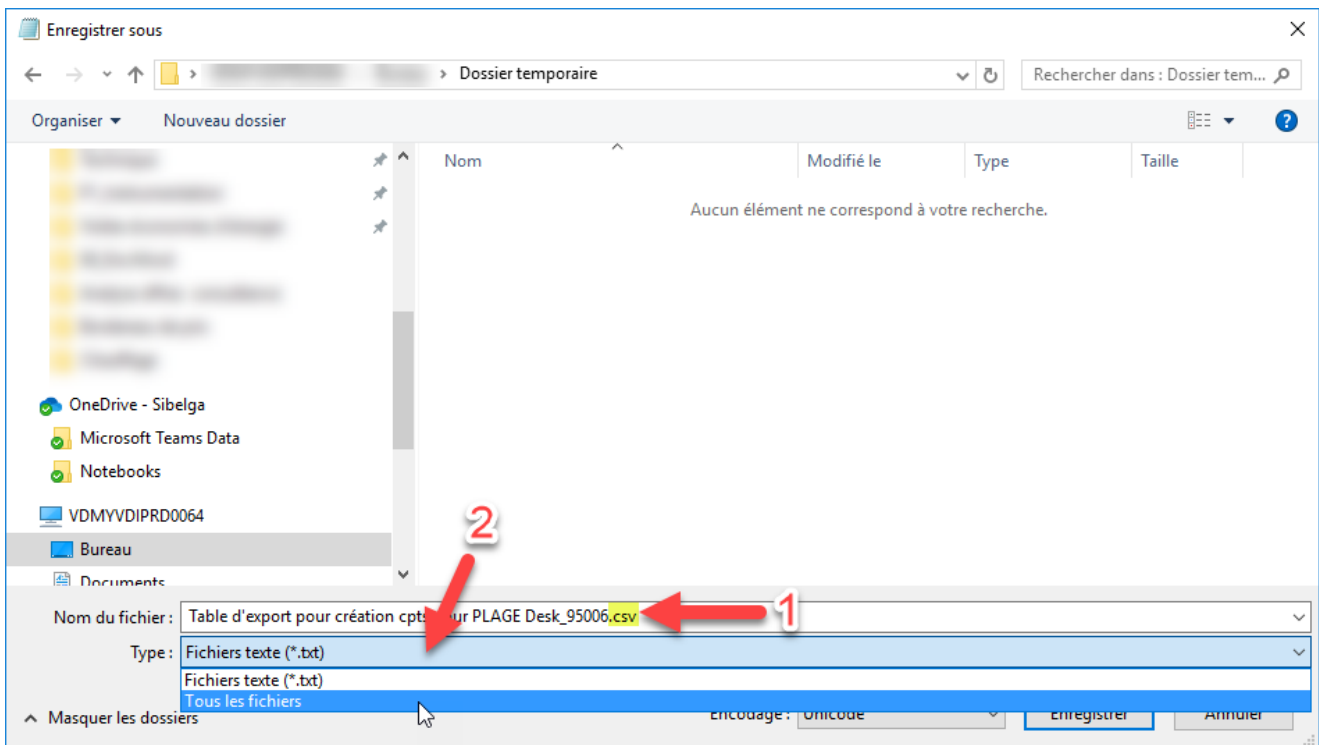 Enregistrer sous
Dossier temporaire
Rechercher dans : Dossier tem...
Organiser
Nouveau dossier
Nom
Modifié le
Type
Taille
Aucun élément ne correspond à votre recherche.
OneDrive - Sibelga
Microsoft Teams Data
Notebooks
VDMYVDIPRD0064
Bureau
Documents
2
Nom du fichier : Table d'export pour création cpts ur PLAGE Desk_95006.csv
1
Type : Fichiers texte (*.txt)
Fichiers texte (*.txt)
Tous les fichiers
Masquer les dossiers
Encodage : Unicode
Enregistrer
Annuler